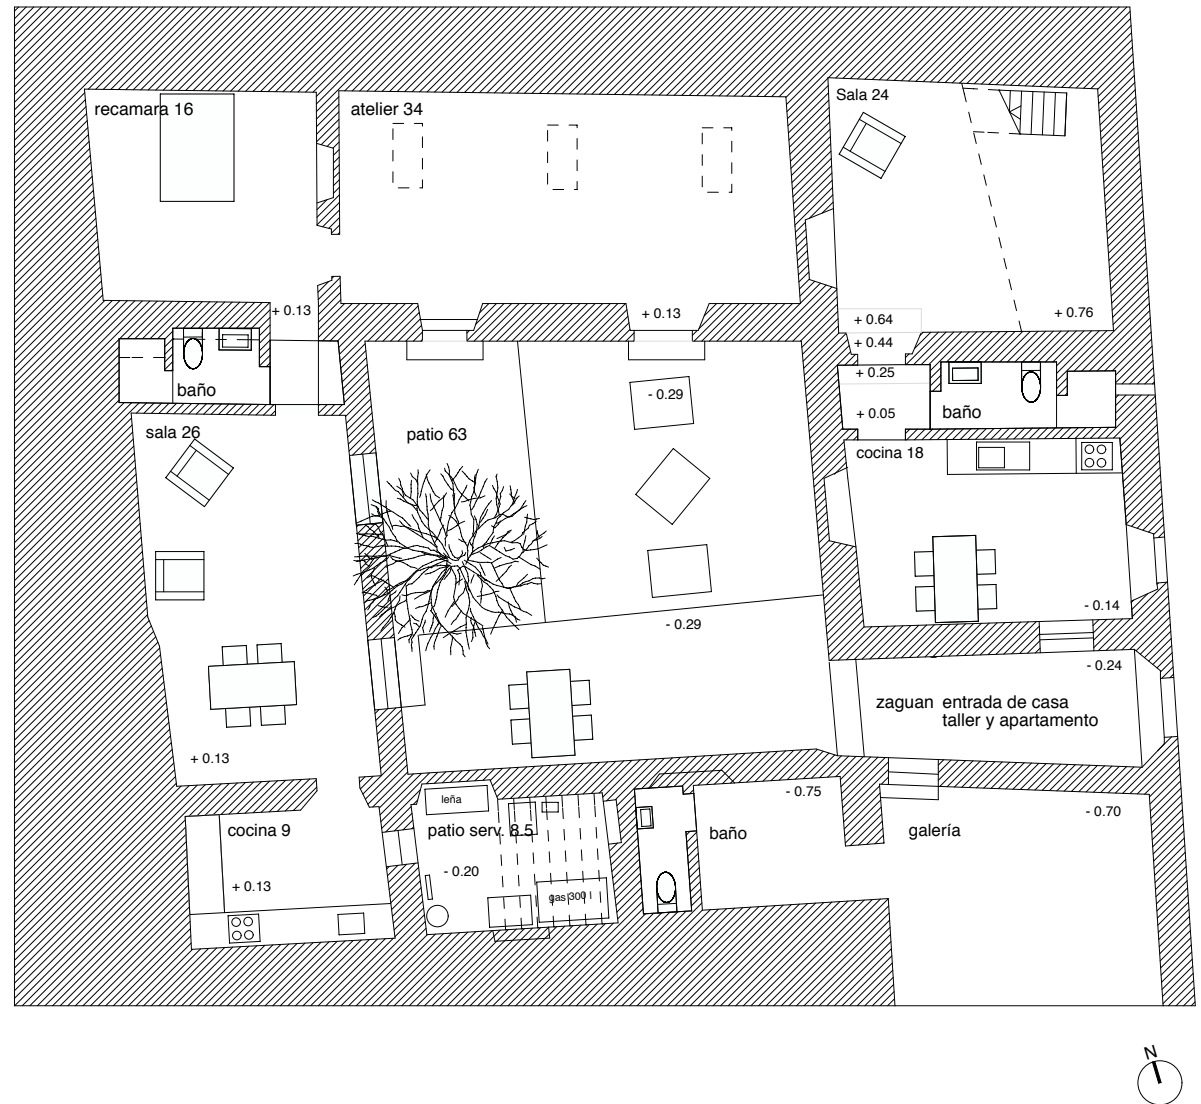 recamara 16
atelier 34
Sala 24
+ 0.13
+ 0.13
+ 0.64
+ 0.76
+ 0.44
+ 0.25
baño
- 0.29
+ 0.05
baño
sala 26
patio 63
cocina 18
- 0.14
- 0.29
- 0.24
zaguan entrada de casa
taller y apartamento
+ 0.13
leña
- 0.75
- 0.70
cocina 9
patio serv. 8.5
baño
galería
- 0.20
+ 0.13
gas 300 l
N